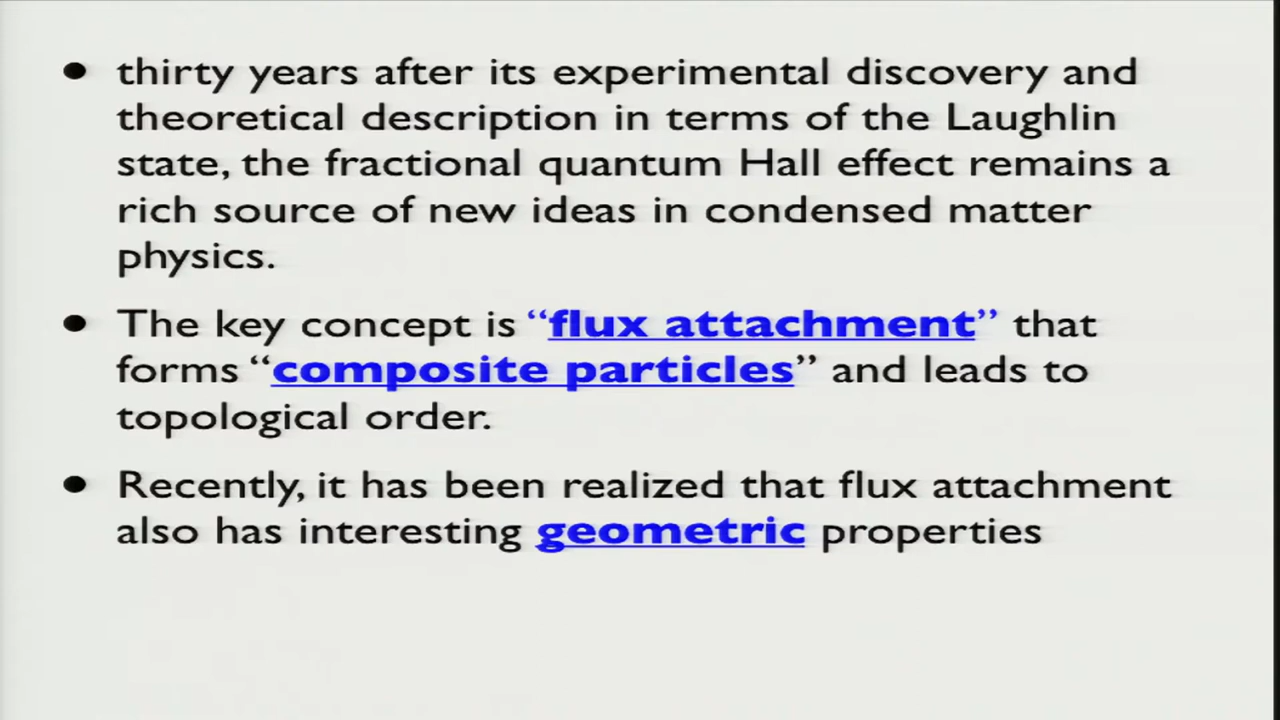 • thirty years after its experimental discovery and
theoretical description in terms of the Laughlin
state, the fractional quantum Hall effect remains a
rich source of new ideas in condensed matter
physics.
• The key concept is “flux attachment” that
forms “composite particles” and leads to
topological order.
• Recently, it has been realized that flux attachment
also has interesting geometric properties